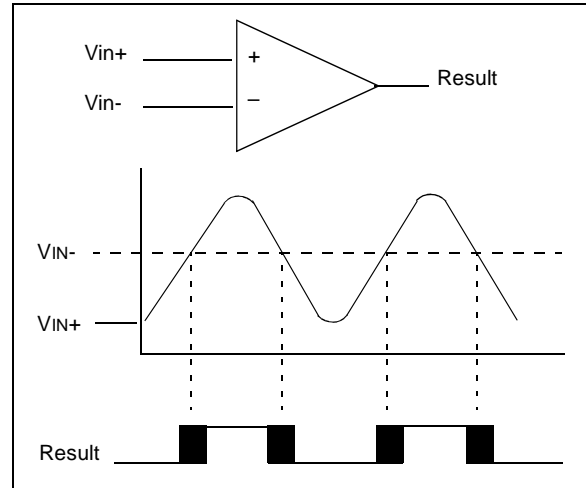 Vin+
+
Result
Vin-
–
VIN-
VIN+
Result